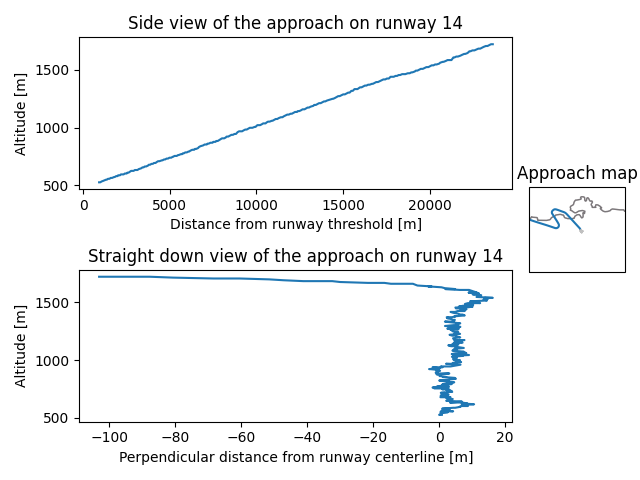 Side view of the approach on runway 14
Altitude [m]
1500
1000
500
0
5000
10000
15000
20000
Distance from runway threshold [m]
Approach map
Straight down view of the approach on runway 14
Altitude [m]
1500
1000
500
−100
−80
−60
−40
−20
0
20
Perpendicular distance from runway centerline [m]